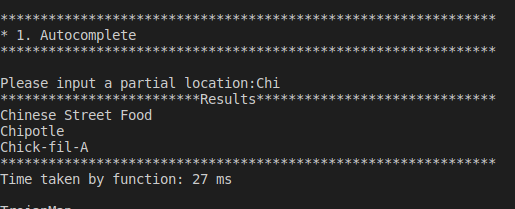 **************************************************************
* 1. Autocomplete
**************************************************************
Please input a partial location:Chi
*************************Results******************************
Chinese Street Food
Chipotle
Chick-fil-A
**************************************************************
Time taken by function: 27 ms